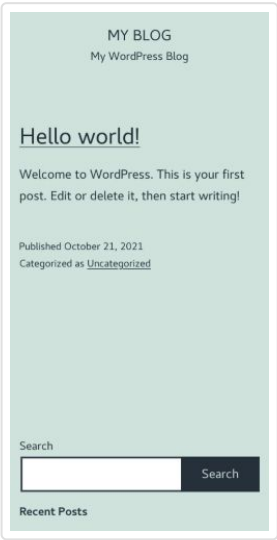 MY BLOG
My WordPress Blog
Hello world!
Welcome to WordPress. This is your first
post. Edit or delete it, then start writing!
Published October 21, 2021
Categorized as Uncategorized
Search
Search
Recent Posts